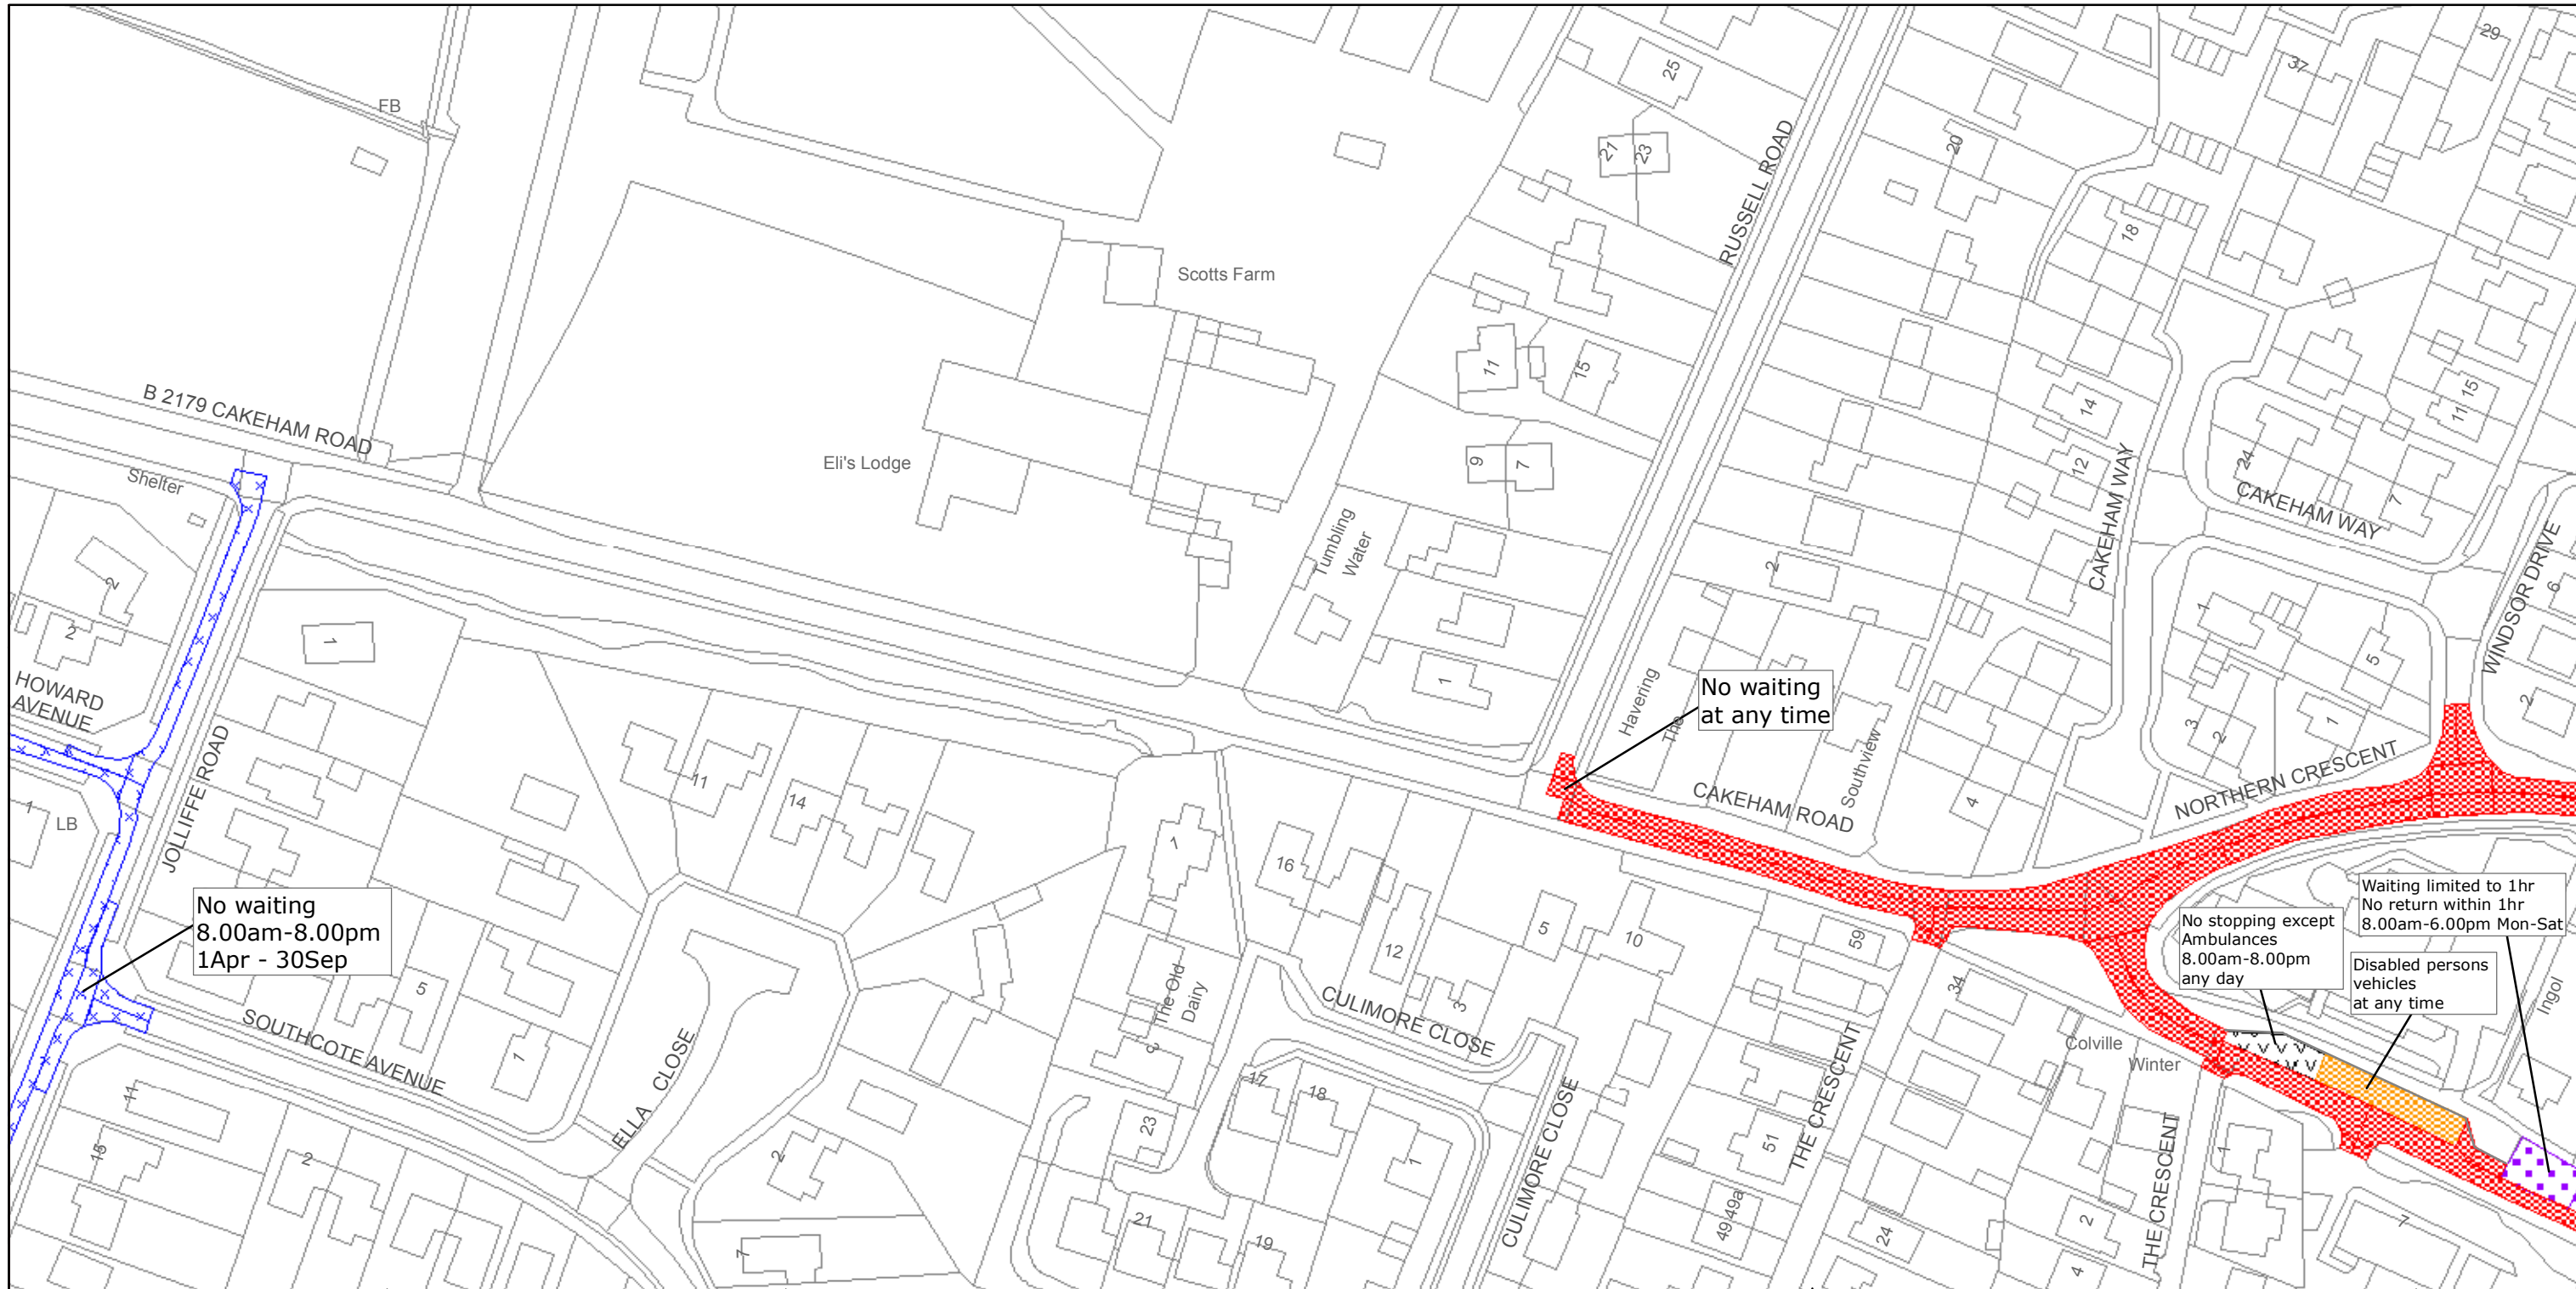 29
37
25
FB
21
23
RUSSELL ROAD
20
18
Scotts Farm
B 2179 CAKEHAM ROAD
11
15
14
15
11
Eli's Lodge
9
7
12
CAKEHAM WAY
24
CAKEHAM WAY
7
Shelter
Tumbling
Water
WINDSOR DRIVE
2
2
1
2
1
6
HOWARD
AVENUE
1
Havering
The
No waiting
at any time
Southview
5
3
2
1
2
JOLLIFFE ROAD
11
14
CAKEHAM ROAD
4
NORTHERN CRESCENT
1
LB
7
16
No waiting
8.00am-8.00pm
1Apr - 30Sep
12
5
10
59
Waiting limited to 1hr
No return within 1hr
8.00am-6.00pm Mon-Sat
No stopping except
Ambulances
8.00am-8.00pm
any day
Disabled persons
vehicles
at any time
Ingol
5
The Old
Dairy
3
CULIMORE CLOSE
34
SOUTHCOTE AVENUE
1
ELLA CLOSE
Colville
Winter
THE CRESCENT
11
17
18
CULIMORE CLOSE
15
2
2
23
1
51
THE CRESCENT
1
7
21
19
49 49a
24
2
7
4